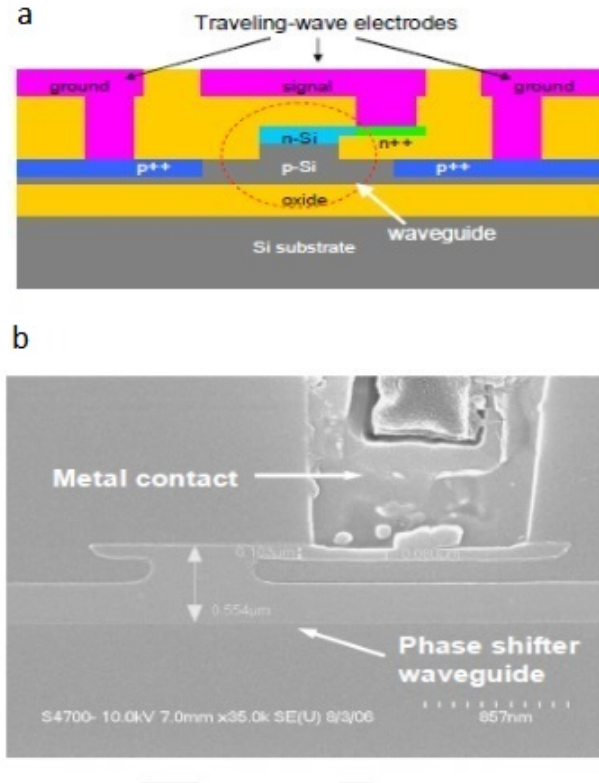 a
Traveling-wave electrodes
ground signal ground
n-Si n++
p++ p-Si p++
oxide
waveguide
Si substrate
b
Metal contact
0.554μm
Phase shifter
waveguide
S4700- 10.0kV 7.0mm x35.0k SE(U) 8/3/06 857nm